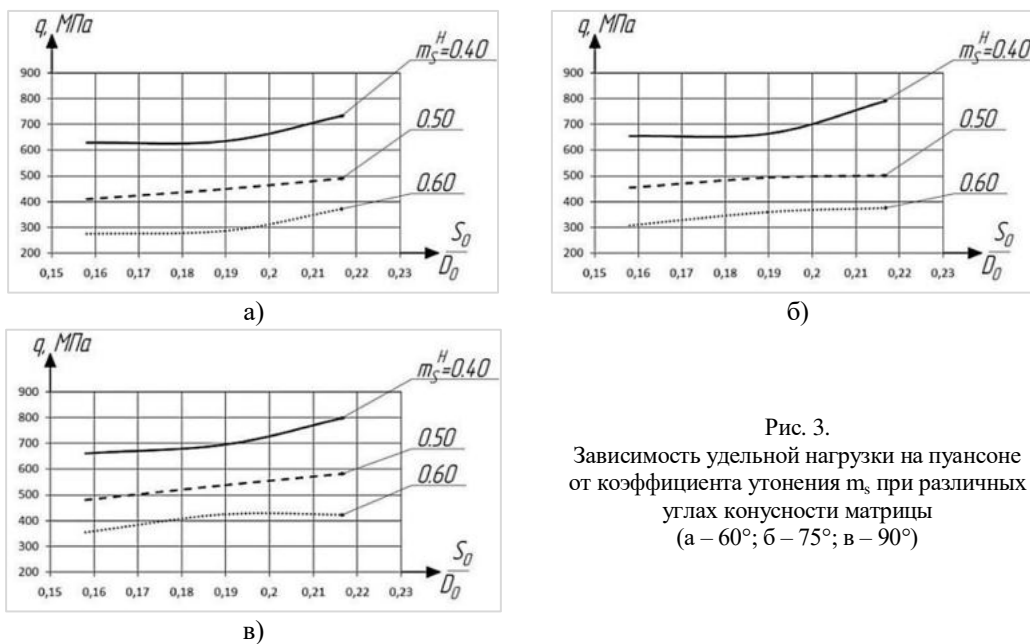 q, МПа
900
800
700
600
500
400
300
200
0,15 0,16 0,17 0,18 0,19 0,2 0,21 0,22 0,23
m_S^H=0.40
0.50
0.60
S_0
D_0
а)
q, МПа
900
800
700
600
500
400
300
200
0,15 0,16 0,17 0,18 0,19 0,2 0,21 0,22 0,23
m_S^H=0.40
0.50
0.60
S_0
D_0
б)
q, МПа
900
800
700
600
500
400
300
200
0,15 0,16 0,17 0,18 0,19 0,2 0,21 0,22 0,23
m_S^H=0.40
0.50
0.60
S_0
D_0
в)
Рис. 3.
Зависимость удельной нагрузки на пуансоне
от коэффициента утонения m_s при различных
углах конусности матрицы
(а – 60°; б – 75°; в – 90°)